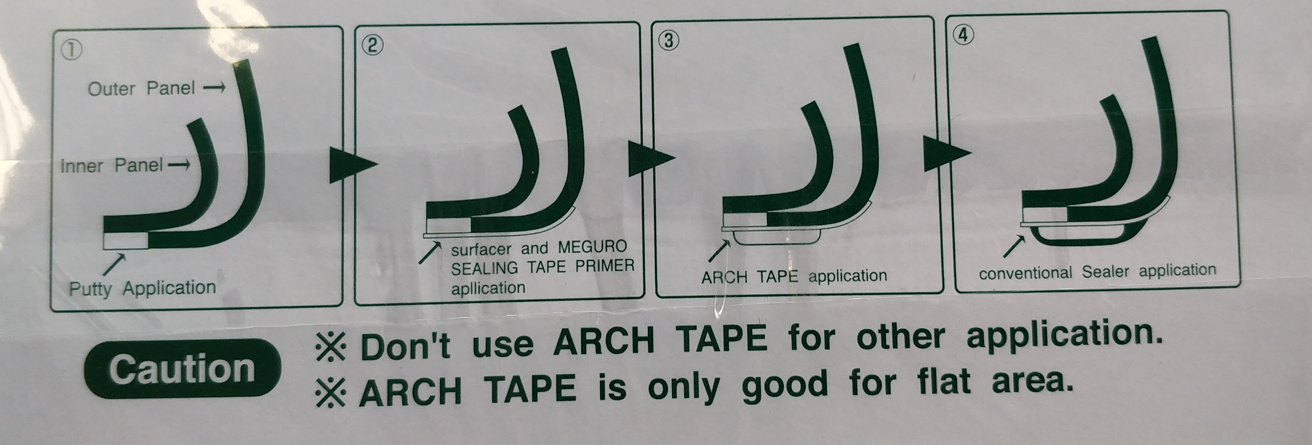 ①
Outer Panel →
Inner Panel →
Putty Application
②
surfacer and MEGURO
SEALING TAPE PRIMER
apllication
③
ARCH TAPE application
④
conventional Sealer application
Caution
※ Don't use ARCH TAPE for other application.
※ ARCH TAPE is only good for flat area.